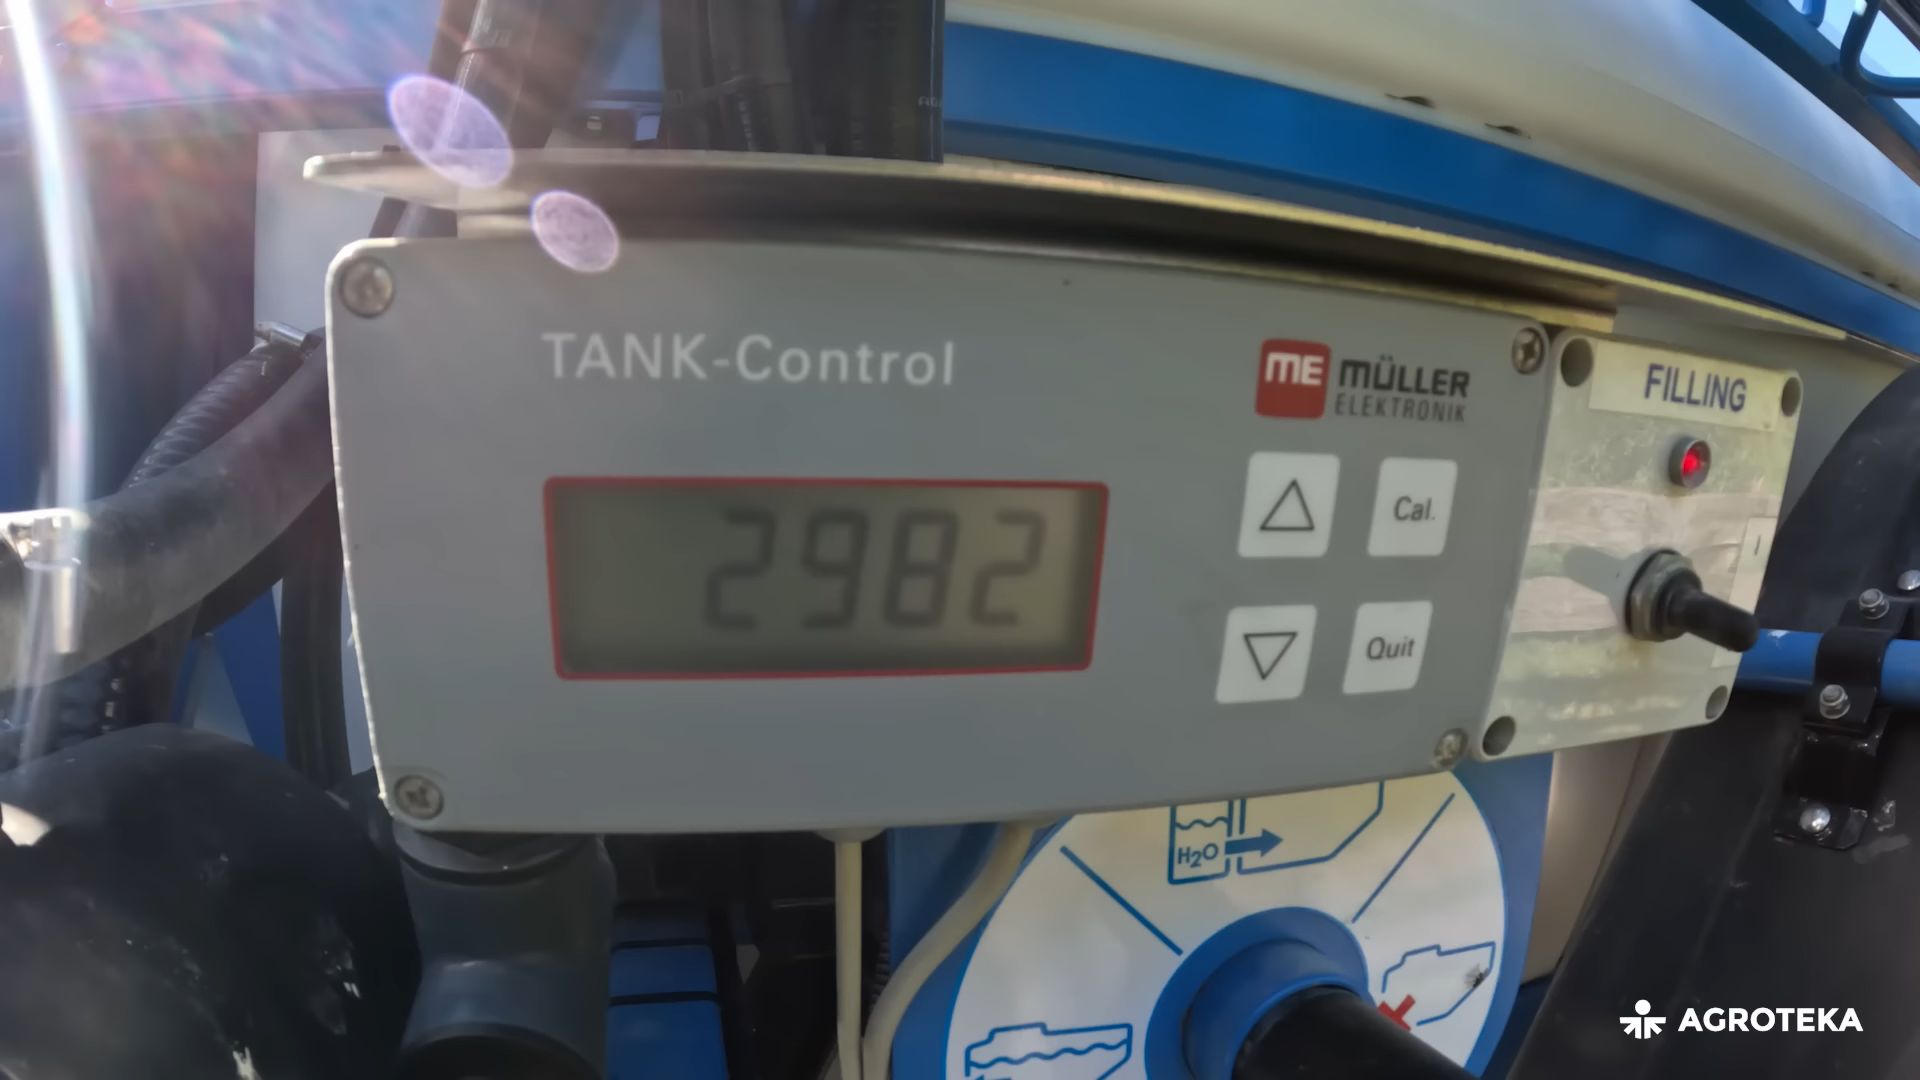 TANK-Control
ME MÜLLER
ELEKTRONIK
FILLING
2982
Cal.
Quit
I
H2O
AGROTEKA